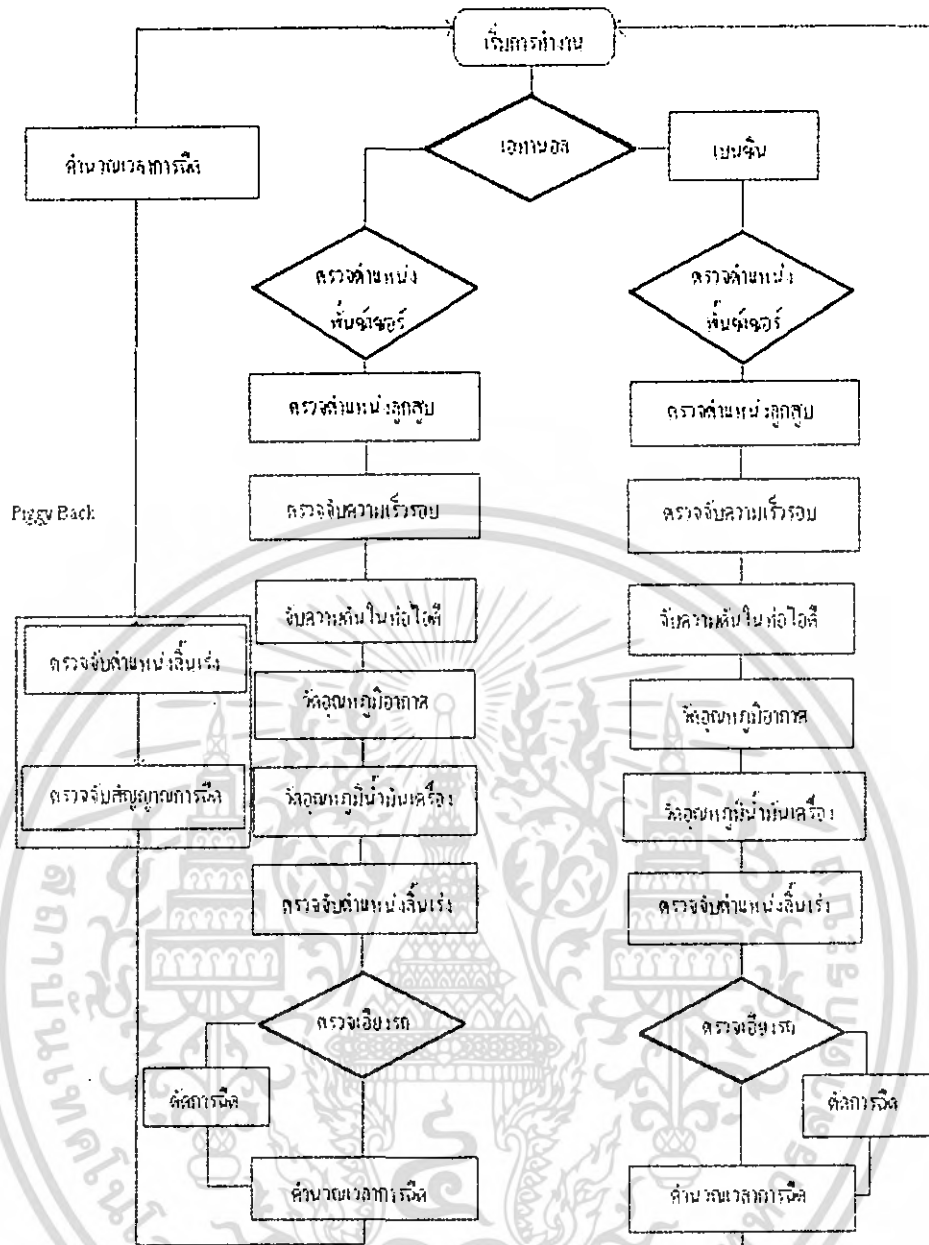 เริ่มการทำงาน
เอทานอล
เบนซิน
คำนวณเวลาการฉีด
ตรวจตำแหน่ง
พั๊นซ์เซอร์
ตรวจตำแหน่ง
พั๊นซ์เซอร์
ตรวจตำแหน่งลูกสูบ
ตรวจตำแหน่งลูกสูบ
Piggy Back
ตรวจจับความเร็วรอบ
ตรวจจับความเร็วรอบ
จับความดันในท่อไอดี
จับความดันในท่อไอดี
ตรวจจับตำแหน่งลิ้นเร่ง
วัดอุณหภูมิอากาศ
วัดอุณหภูมิอากาศ
ตรวจจับสัญญาณการฉีด
วัดอุณหภูมิน้ำมันเครื่อง
วัดอุณหภูมิน้ำมันเครื่อง
ตรวจจับตำแหน่งลิ้นเร่ง
ตรวจจับตำแหน่งลิ้นเร่ง
ตรวจเอียงรถ
ตรวจเอียงรถ
ตัดการฉีด
ตัดการฉีด
คำนวณเวลาการฉีด
คำนวณเวลาการฉีด